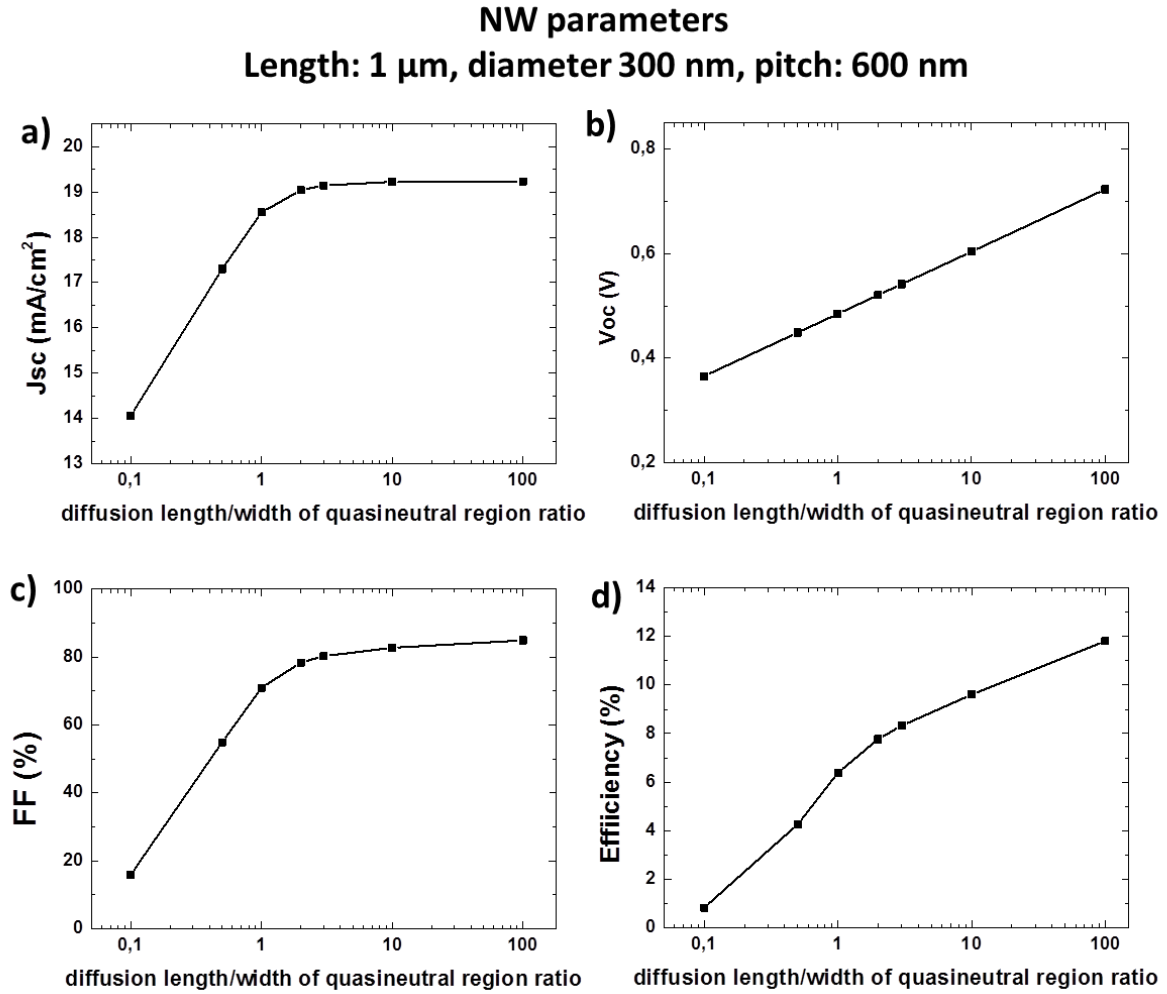 NW parameters
Length: 1 µm, diameter 300 nm, pitch: 600 nm
a)
20
19
18
17
16
15
14
13
Jsc (mA/cm²)
0,1 1 10 100
diffusion length/width of quasineutral region ratio
b)
0,8
0,6
0,4
0,2
Voc (V)
0,1 1 10 100
diffusion length/width of quasineutral region ratio
c)
100
80
60
40
20
0
FF (%)
0,1 1 10 100
diffusion length/width of quasineutral region ratio
d)
14
12
10
8
6
4
2
0
Effiiciency (%)
0,1 1 10 100
diffusion length/width of quasineutral region ratio